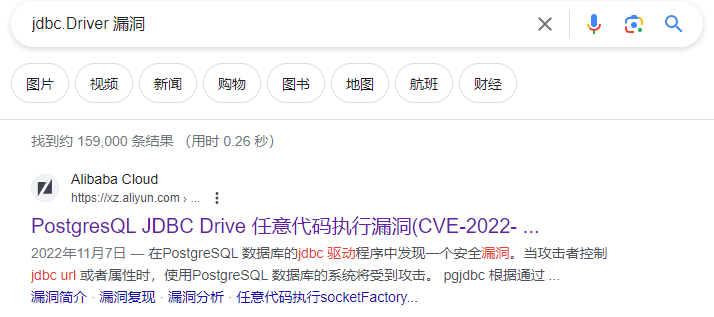 jdbc.Driver 漏洞
图片 视频 新闻 购物 图书 地图 航班 财经
找到约 159,000 条结果 （用时 0.26 秒）
Alibaba Cloud
https://xz.aliyun.com › ...
PostgresQL JDBC Drive 任意代码执行漏洞(CVE-2022- ...
2022年11月7日 — 在PostgreSQL 数据库的jdbc 驱动程序中发现一个安全漏洞。当攻击者控制
jdbc url 或者属性时，使用PostgreSQL 数据库的系统将受到攻击。 pgjdbc 根据通过 ...
漏洞简介 · 漏洞复现 · 漏洞分析 · 任意代码执行socketFactory...